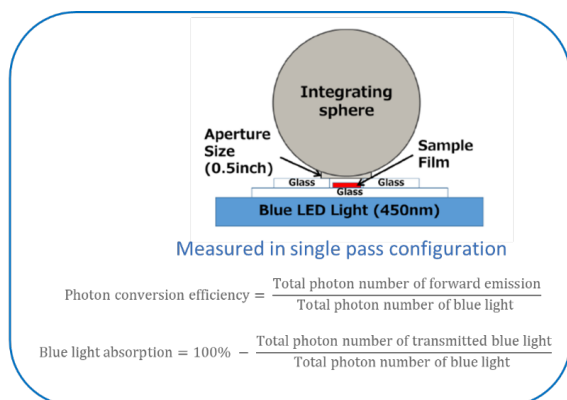 Integrating
sphere
Aperture
Size
(0.5inch)
Sample
Film
Glass
Glass
Glass
Blue LED Light (450nm)
Measured in single pass configuration
Photon conversion efficiency = Total photon number of forward emission / Total photon number of blue light
Blue light absorption = 100% − Total photon number of transmitted blue light / Total photon number of blue light